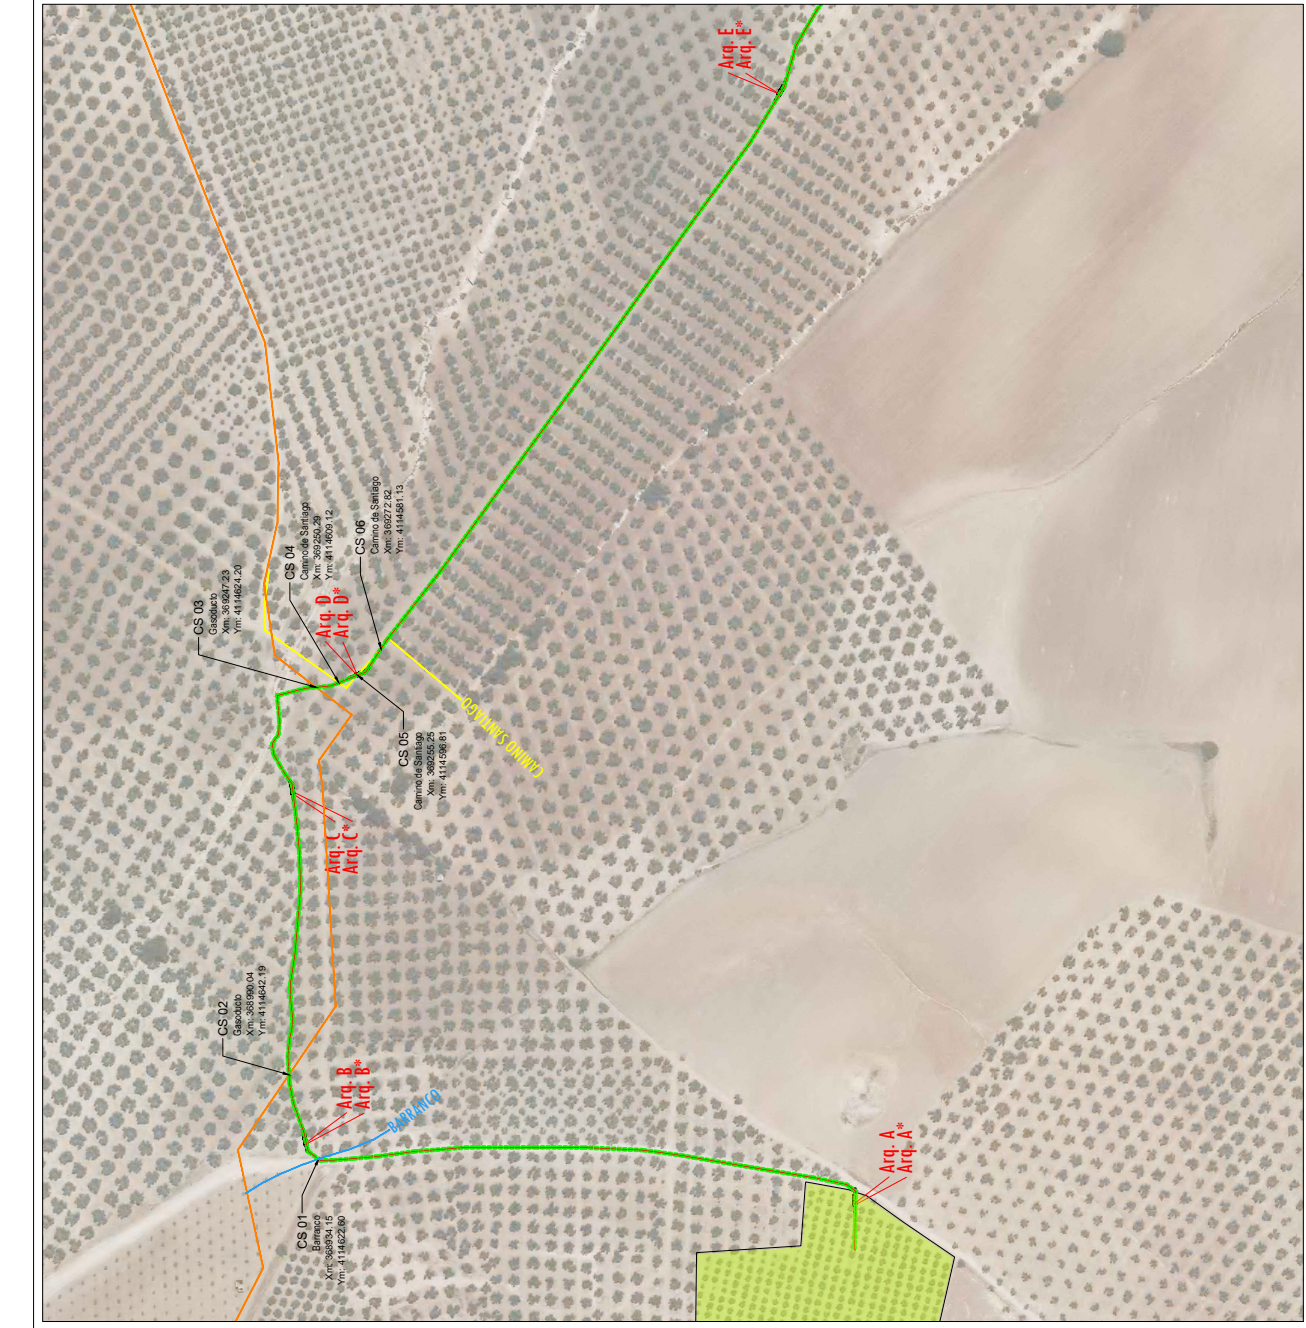 CS 01
Barranco
Xm: 368934.15
Ym: 4114622.60
Arq. A
Arq. A*
Arq. B
Arq. B*
BARRANCO
CS 02
Gasoducto
Xm: 368990.04
Ym: 4114642.19
Arq. C
Arq. C*
CS 03
Gasoducto
Xm: 369247.23
Ym: 4114624.20
CS 04
Camino de Santiago
Xm: 369250.29
Ym: 4114609.12
Arq. D
Arq. D*
CS 05
Camino de Santiago
Xm: 369255.25
Ym: 4114596.81
CS 06
Camino de Santiago
Xm: 369272.82
Ym: 4114581.13
CAMINO SANTIAGO
Arq. E
Arq. E*